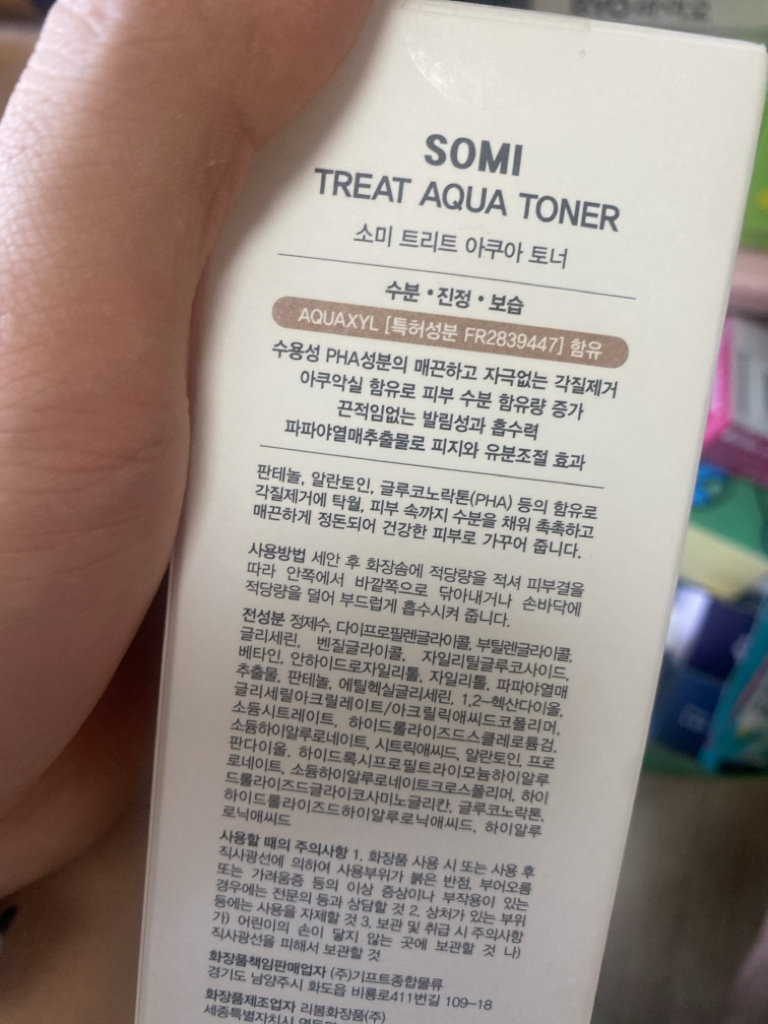 SOMI
TREAT AQUA TONER
소미 트리트 아쿠아 토너
수분 • 진정 • 보습
AQUAXYL [특허성분 FR2839447] 함유
수용성 PHA성분의 매끈하고 자극없는 각질제거
아쿠악실 함유로 피부 수분 함유량 증가
끈적임없는 발림성과 흡수력
파파야열매추출물로 피지와 유분조절 효과
판테놀, 알란토인, 글루코노락톤(PHA) 등의 함유로
각질제거에 탁월, 피부 속까지 수분을 채워 촉촉하고
매끈하게 정돈되어 건강한 피부로 가꾸어 줍니다.
사용방법 세안 후 화장솜에 적당량을 적셔 피부결을
따라 안쪽에서 바깥쪽으로 닦아내거나 손바닥에
적당량을 덜어 부드럽게 흡수시켜 줍니다.
전성분 정제수, 다이프로필렌글라이콜, 부틸렌글라이콜,
글리세린, 벤질글라이콜, 자일리틸글루코사이드,
베타인, 안하이드로자일리톨, 자일리톨, 파파야열매
추출물, 판테놀, 에틸헥실글리세린, 1,2-헥산다이올,
글리세릴아크릴레이트/아크릴릭애씨드코폴리머,
소듐시트레이트, 하이드롤라이즈드스클레로튬검,
소듐하이알루로네이트, 시트릭애씨드, 알란토인, 프로
판다이올, 하이드록시프로필트라이모늄하이알루
로네이트, 소듐하이알루로네이트크로스폴리머, 하이
드롤라이즈드글라이코사미노글리칸, 글루코노락톤,
하이드롤라이즈드하이알루로닉애씨드, 하이알루
로닉애씨드
사용할 때의 주의사항 1. 화장품 사용 시 또는 사용 후
직사광선에 의하여 사용부위가 붉은 반점, 부어오름
또는 가려움증 등의 이상 증상이나 부작용이 있는
경우에는 전문의 등과 상담할 것 2. 상처가 있는 부위
등에는 사용을 자제할 것 3. 보관 및 취급 시 주의사항
가) 어린이의 손이 닿지 않는 곳에 보관할 것 나)
직사광선을 피해서 보관할 것
화장품책임판매업자 (주)기프트종합물류
경기도 남양주시 화도읍 비룡로411번길 109-18
화장품제조업자 리봄화장품(주)
세종특별자치시